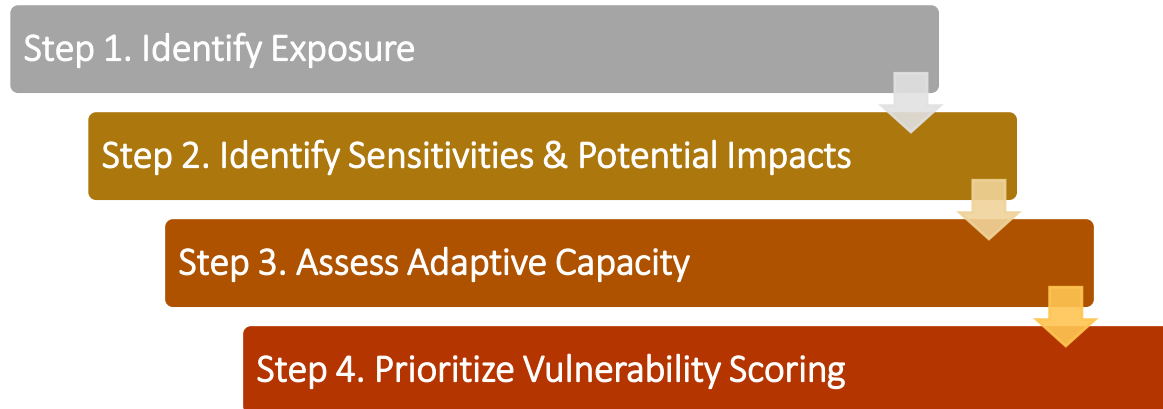 Step 1. Identify Exposure
Step 2. Identify Sensitivities & Potential Impacts
Step 3. Assess Adaptive Capacity
Step 4. Prioritize Vulnerability Scoring